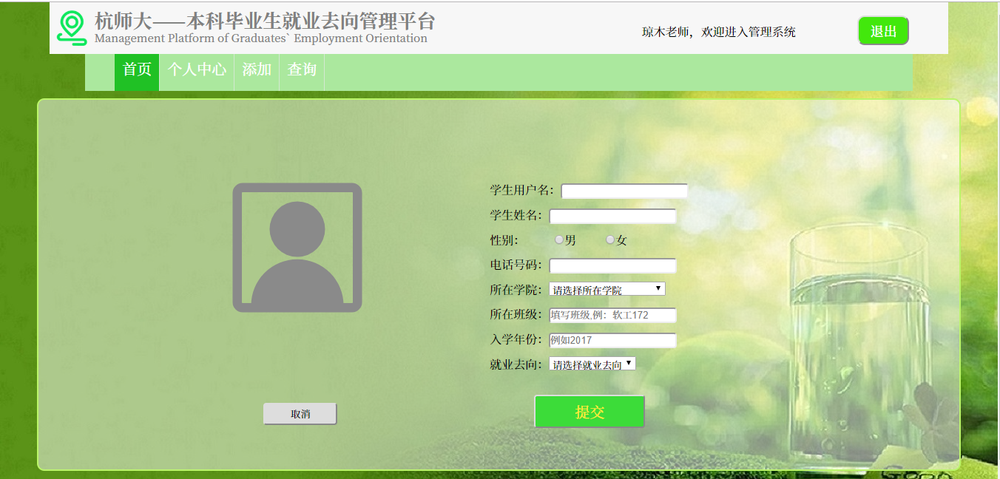 杭师大——本科毕业生就业去向管理平台
Management Platform of Graduates` Employment Orientation
琼木老师，欢迎进入管理系统
退出
首页 个人中心 添加 查询
学生用户名：
学生姓名：
性别： 男 女
电话号码：
所在学院： 请选择所在学院
所在班级： 填写班级,例：软工172
入学年份： 例如2017
就业去向： 请选择就业去向
取消
提交